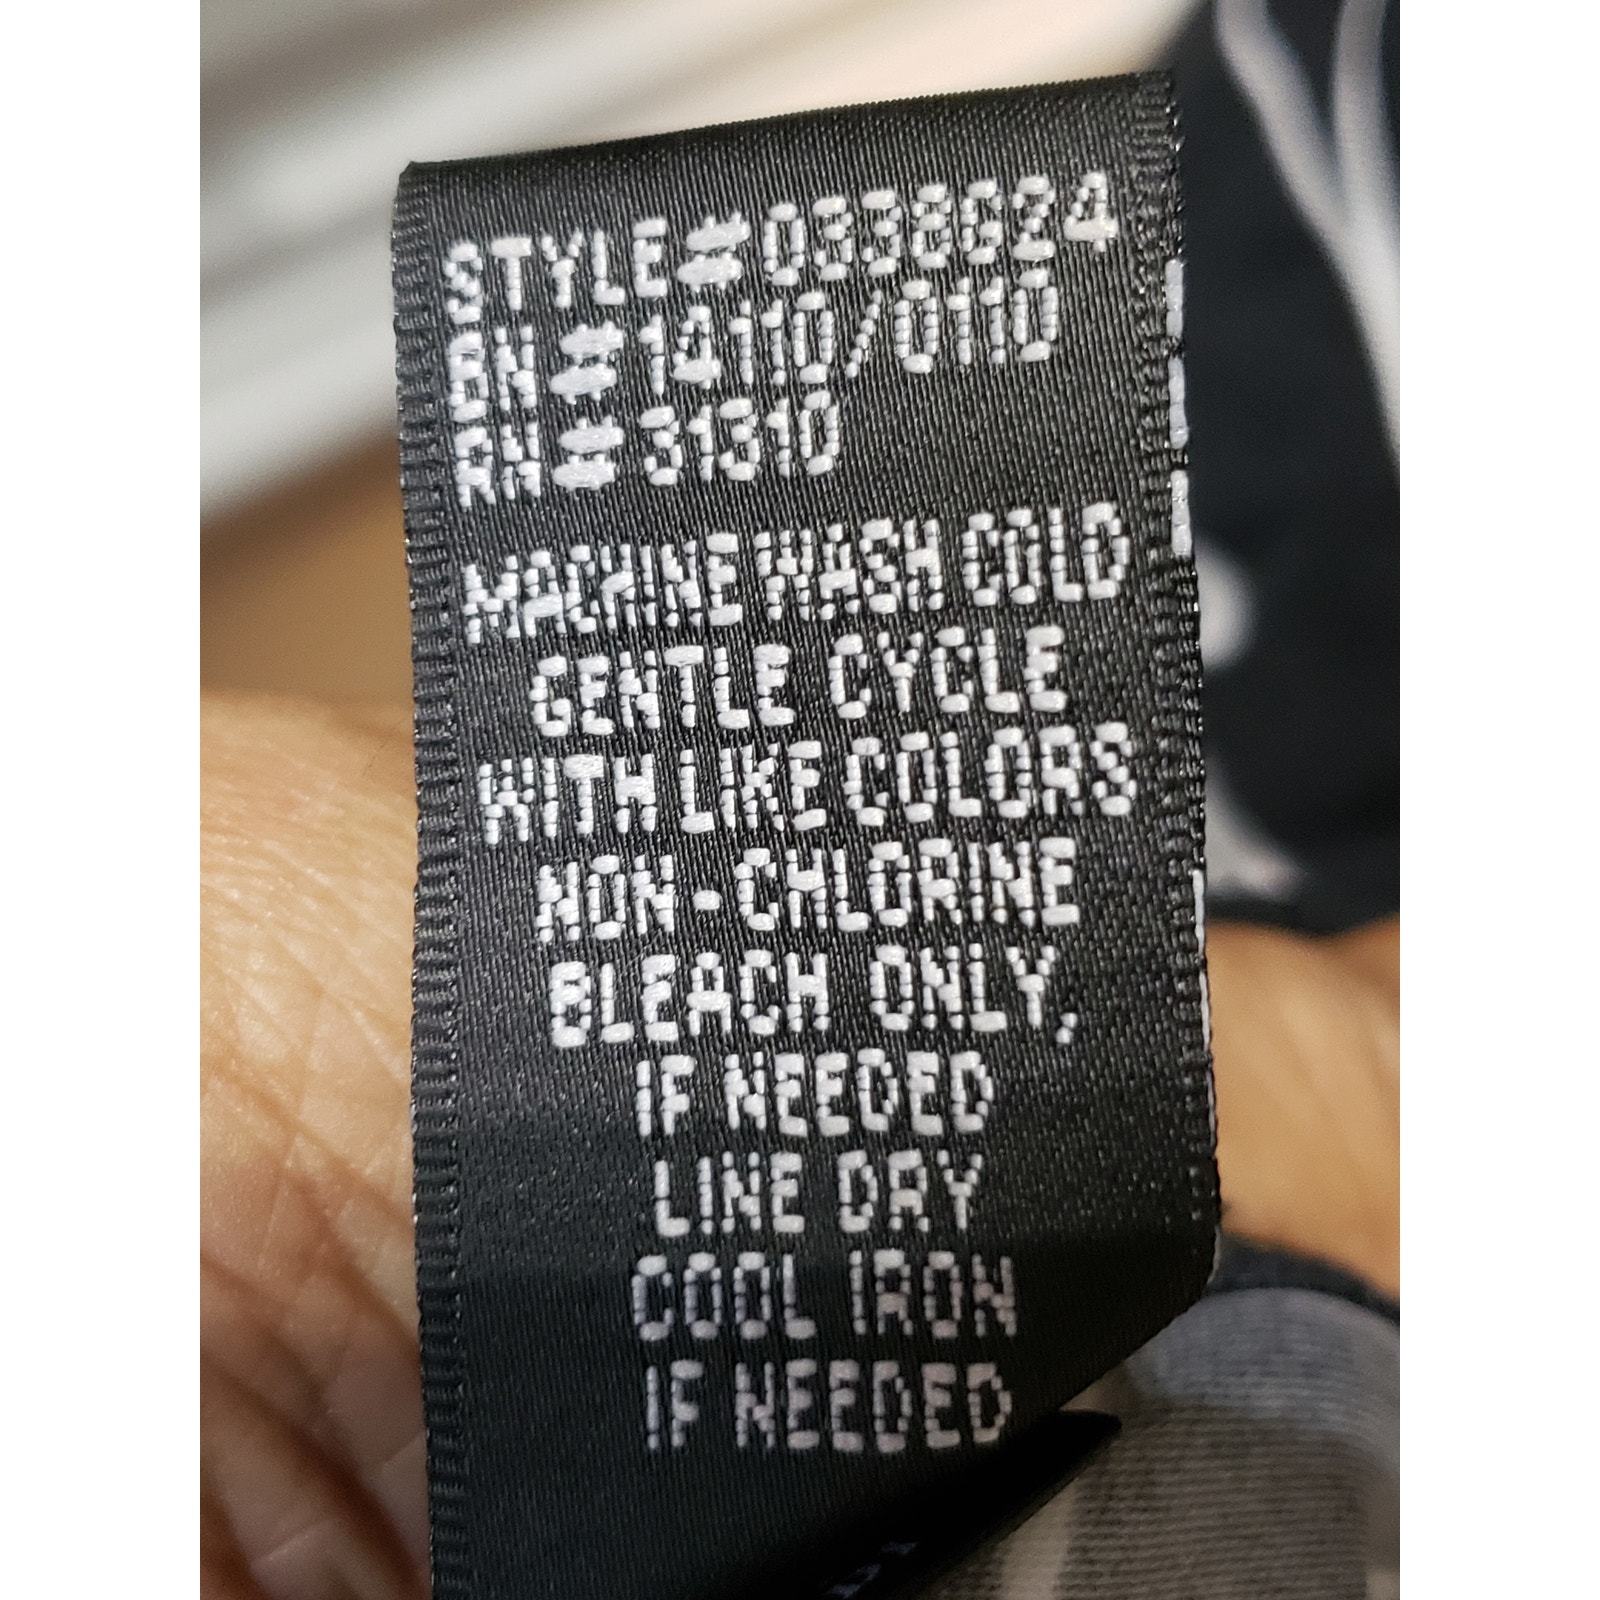 STYLE#0338624
BN #14110/0110
RN #31310
MACHINE WASH COLD
GENTLE CYCLE
WITH LIKE COLORS
NON-CHLORINE
BLEACH ONLY,
IF NEEDED
LINE DRY
COOL IRON
IF NEEDED